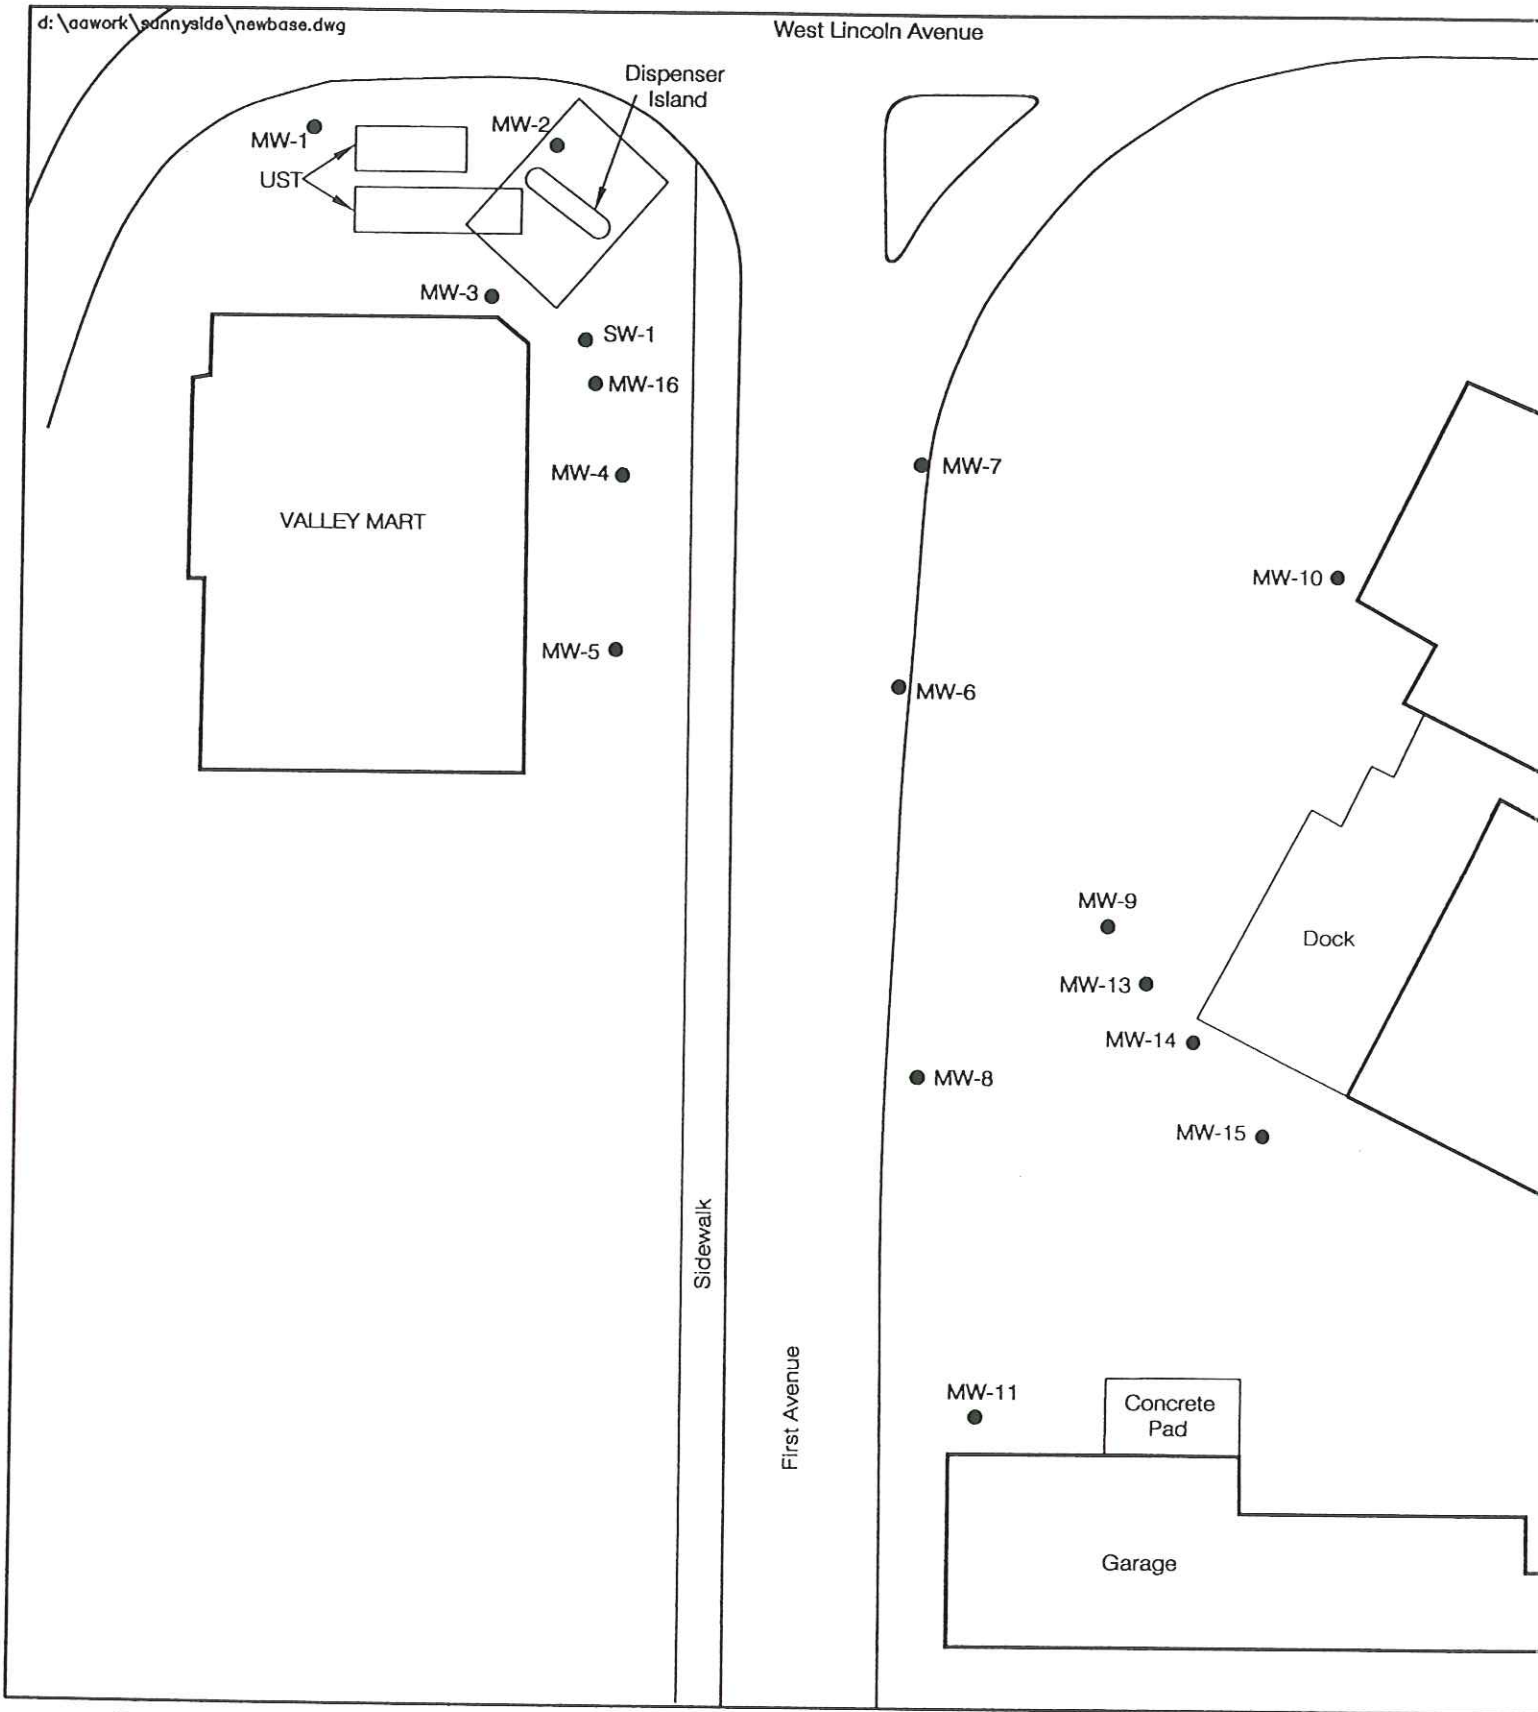 d:\aawork\sunnyside\newbase.dwg
West Lincoln Avenue
Dispenser
Island
MW-1
MW-2
UST
MW-3
SW-1
MW-16
MW-4
MW-7
VALLEY MART
MW-10
MW-5
MW-6
MW-9
Dock
MW-13
MW-14
MW-8
MW-15
Sidewalk
First Avenue
MW-11
Concrete
Pad
Garage